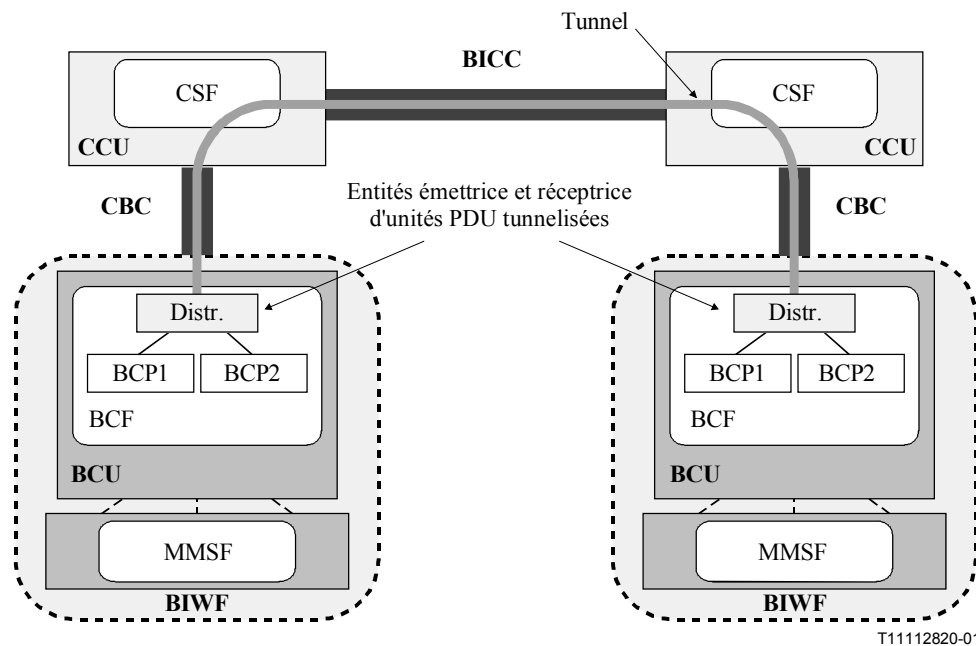 Tunnel
BICC
CSF
CSF
CCU
CCU
CBC
CBC
Entités émettrice et réceptrice
d'unités PDU tunnelisées
Distr.
Distr.
BCP1
BCP2
BCP1
BCP2
BCF
BCF
BCU
BCU
MMSF
MMSF
BIWF
BIWF
T11112820-01